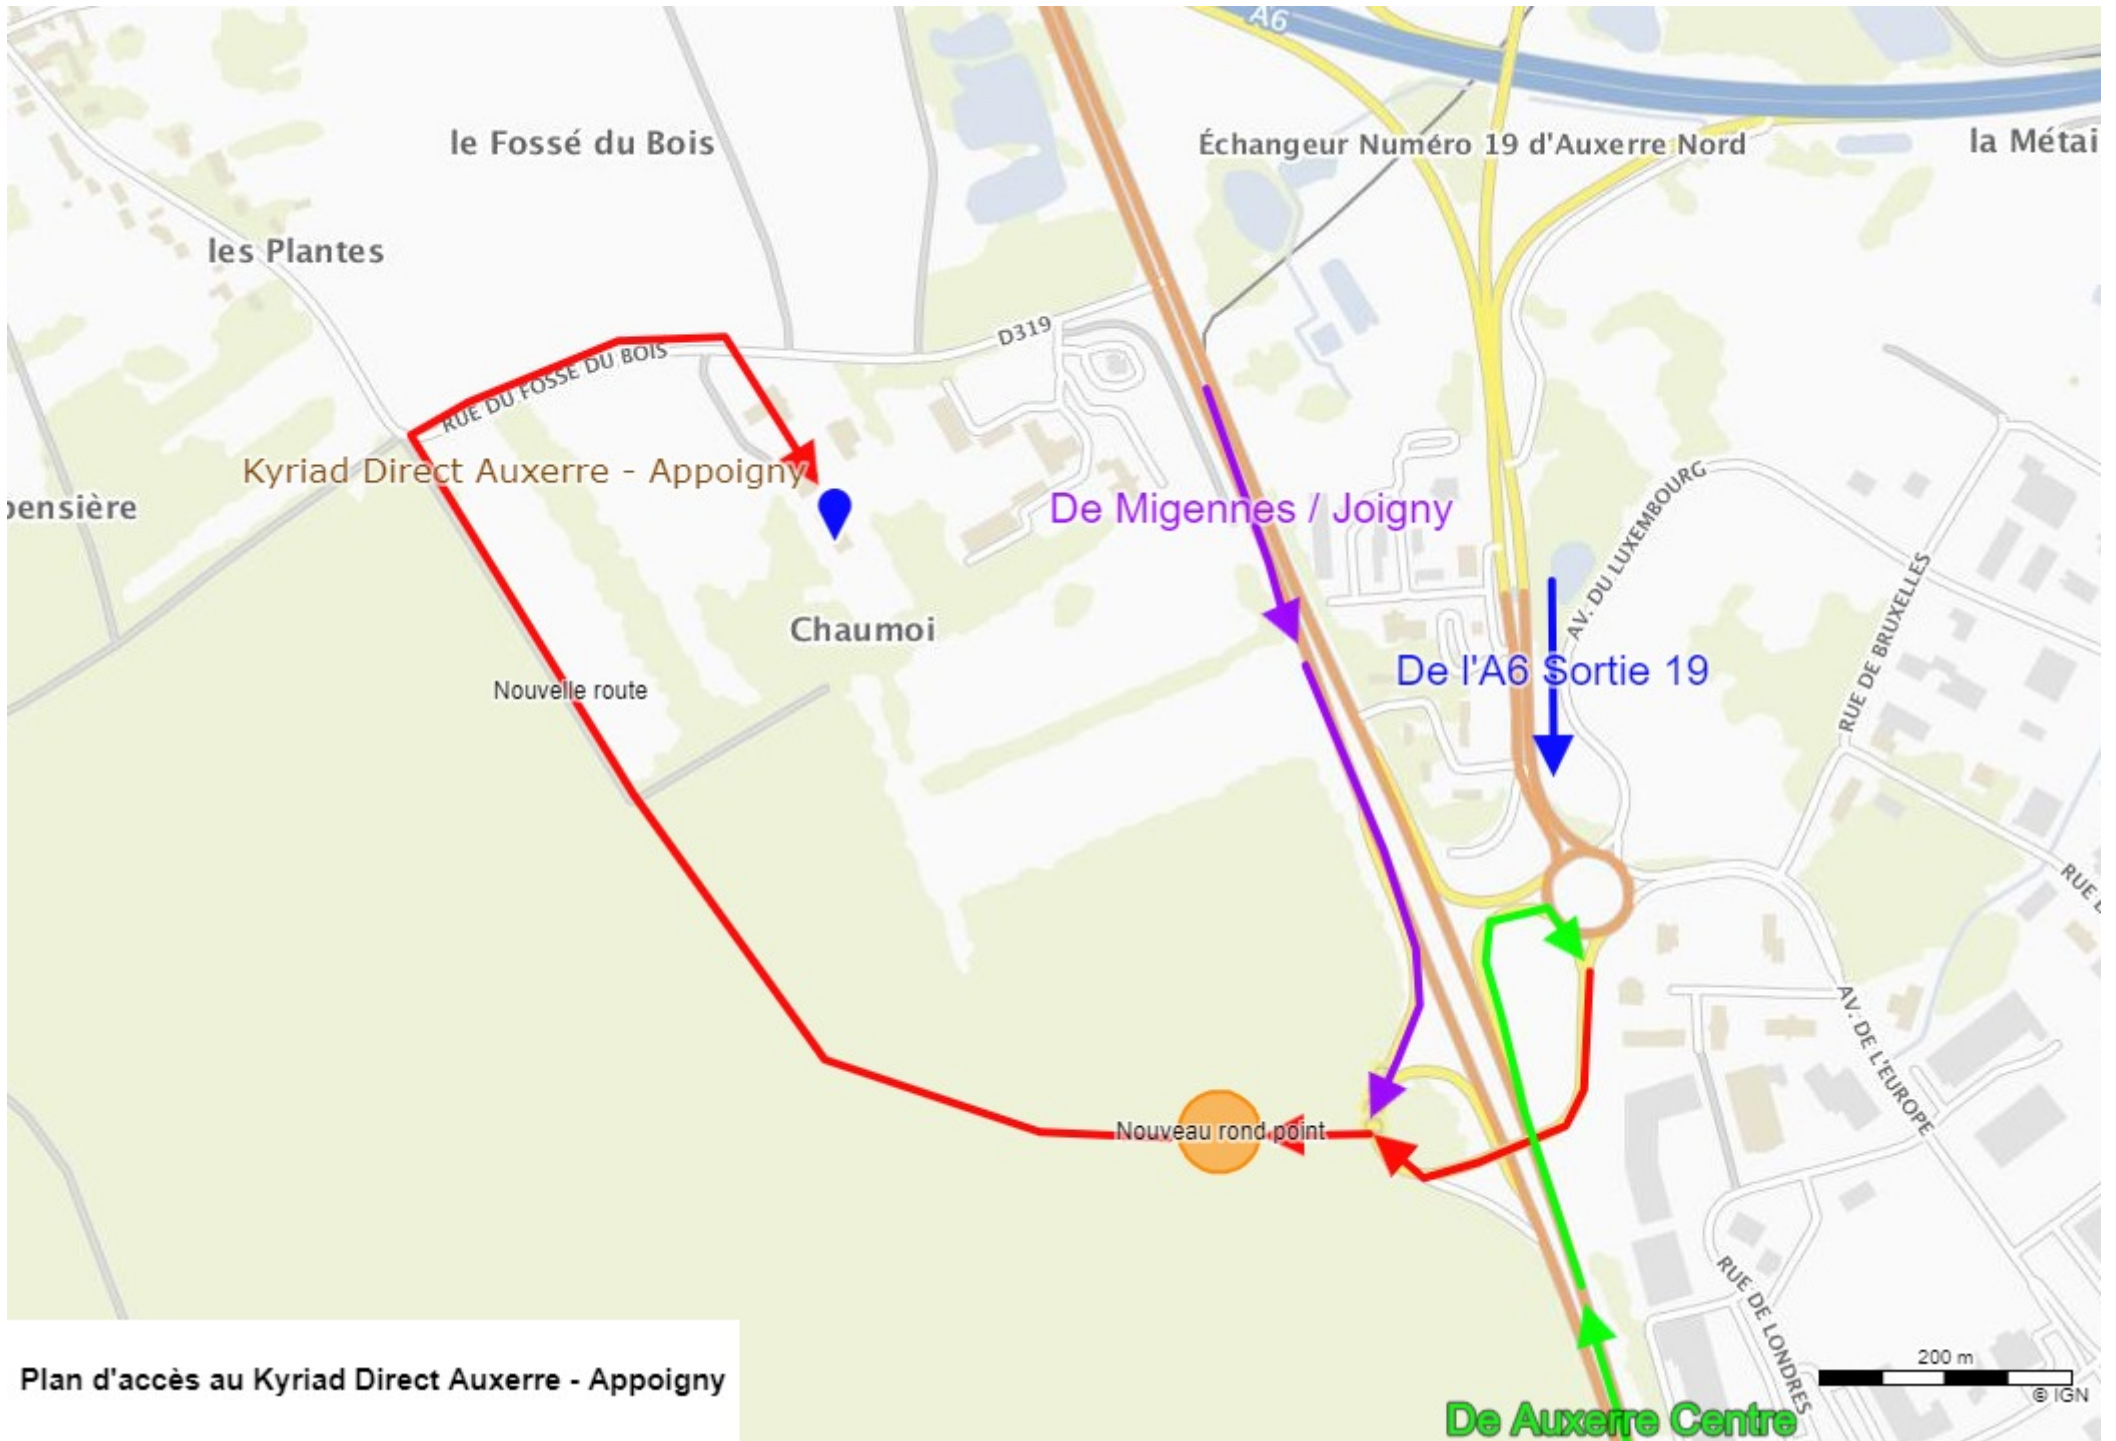 A6
le Fossé du Bois
Échangeur Numéro 19 d'Auxerre Nord
la Métai
les Plantes
D319
RUE DU FOSSE DU BOIS
Kyriad Direct Auxerre - Appoigny
pensière
De Migennes / Joigny
AV. DU LUXEMBOURG
RUE DE BRUXELLES
Chaumoi
De l'A6 Sortie 19
Nouvelle route
RUE
AV. DE L'EUROPE
Nouveau rond point
RUE DE LONDRES
200 m
© IGN
Plan d'accès au Kyriad Direct Auxerre - Appoigny
De Auxerre Centre